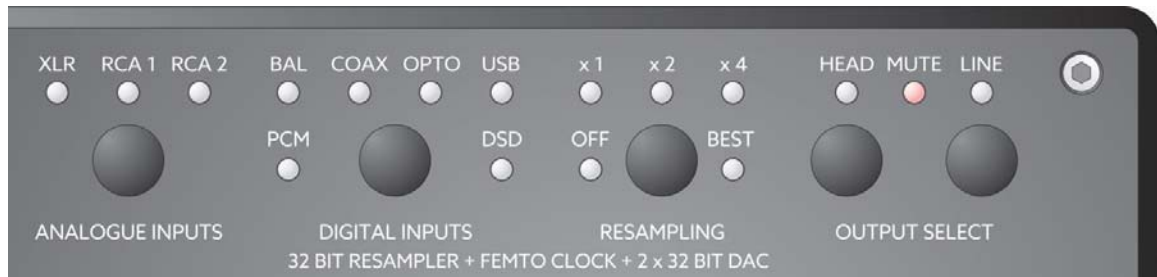 XLR RCA 1 RCA 2 BAL COAX OPTO USB x 1 x 2 x 4 HEAD MUTE LINE
PCM DSD OFF BEST
ANALOGUE INPUTS DIGITAL INPUTS RESAMPLING OUTPUT SELECT
32 BIT RESAMPLER + FEMTO CLOCK + 2 x 32 BIT DAC